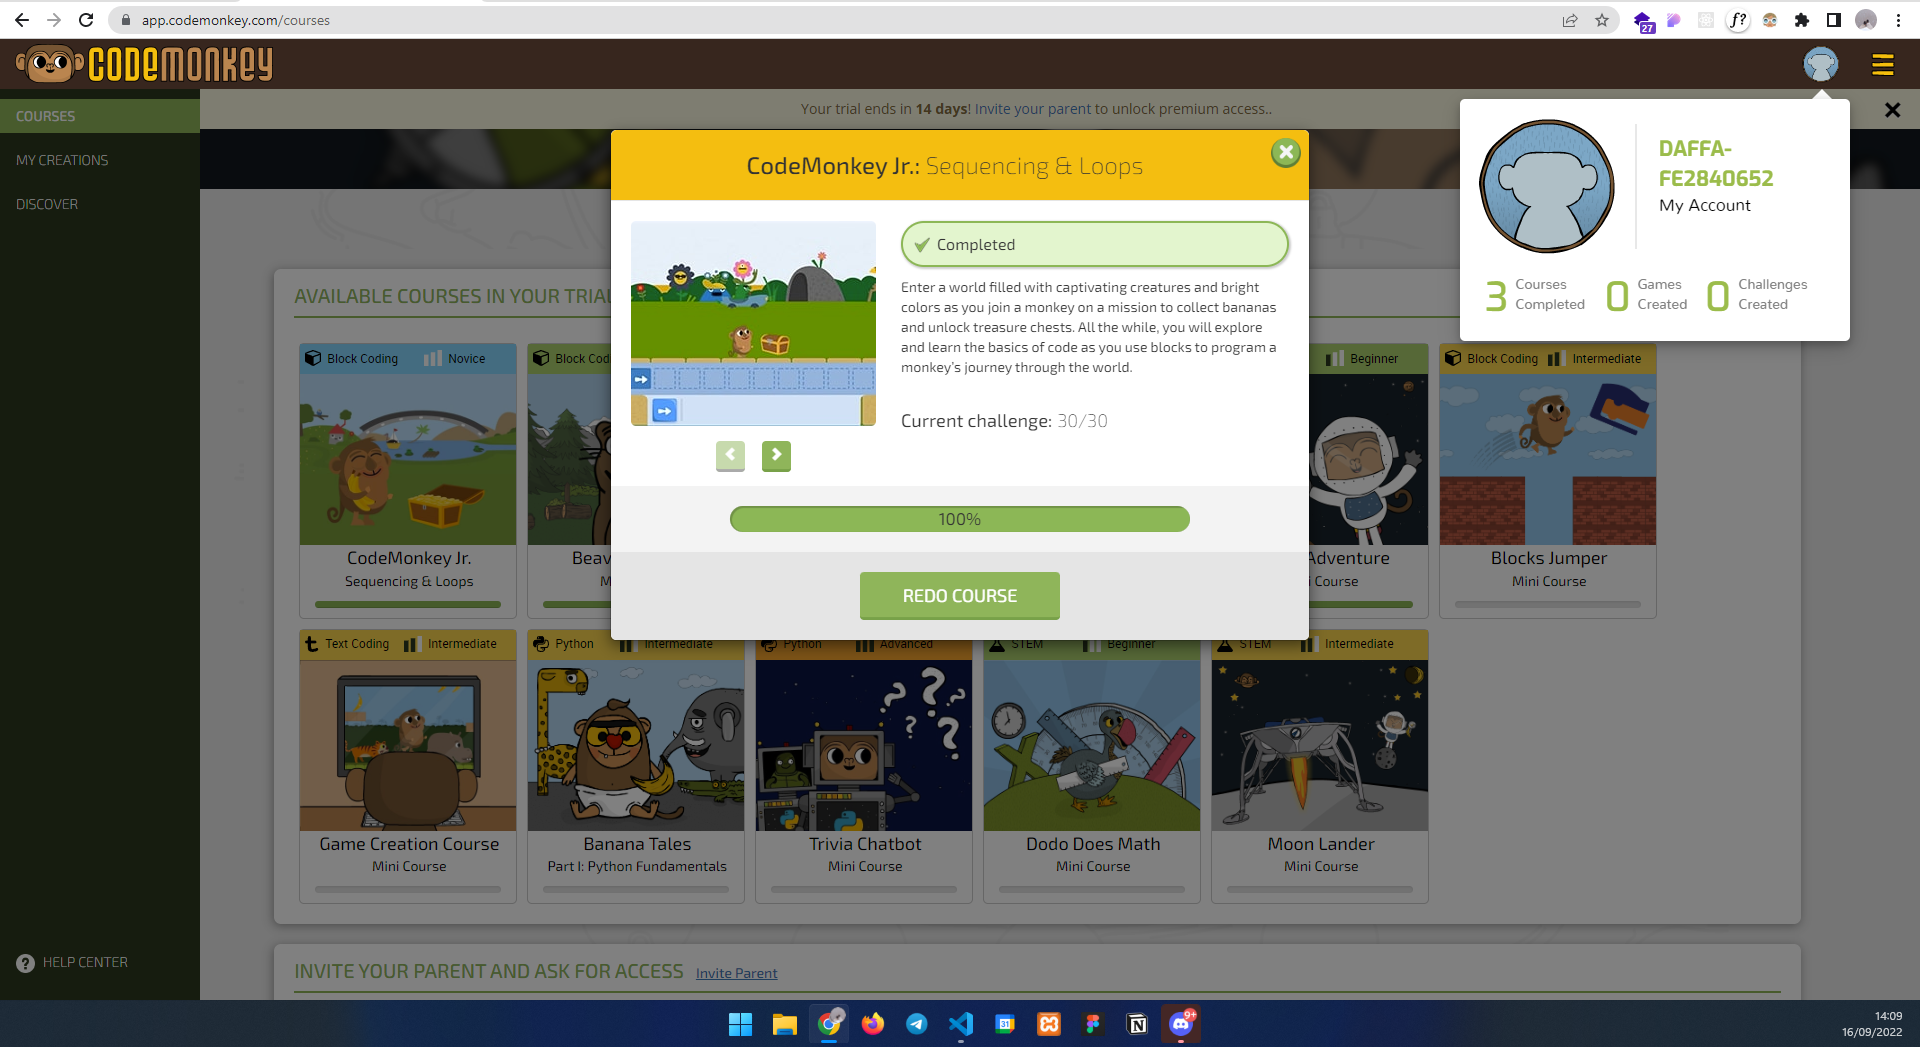 app.codemonkey.com/courses
27
f?
CODEMONKEY
COURSES
MY CREATIONS
DISCOVER
HELP CENTER
Your trial ends in 14 days! Invite your parent to unlock premium access..
DAFFA-
FE2840652
My Account
3 Courses Completed
0 Games Created
0 Challenges Created
CodeMonkey Jr.: Sequencing & Loops
Completed
Enter a world filled with captivating creatures and bright
colors as you join a monkey on a mission to collect bananas
and unlock treasure chests. All the while, you will explore
and learn the basics of code as you use blocks to program a
monkey's journey through the world.
Current challenge: 30/30
100%
REDO COURSE
AVAILABLE COURSES IN YOUR TRIAL
Block Coding Novice
CodeMonkey Jr.
Sequencing & Loops
Block Cod
Beav
M
Beginner
Adventure
i Course
Block Coding Intermediate
Blocks Jumper
Mini Course
Text Coding Intermediate
Game Creation Course
Mini Course
Python Intermediate
Banana Tales
Part I: Python Fundamentals
Python Advanced
Trivia Chatbot
Mini Course
STEM Beginner
Dodo Does Math
Mini Course
STEM Intermediate
Moon Lander
Mini Course
INVITE YOUR PARENT AND ASK FOR ACCESS Invite Parent
31
9+
14:09
16/09/2022